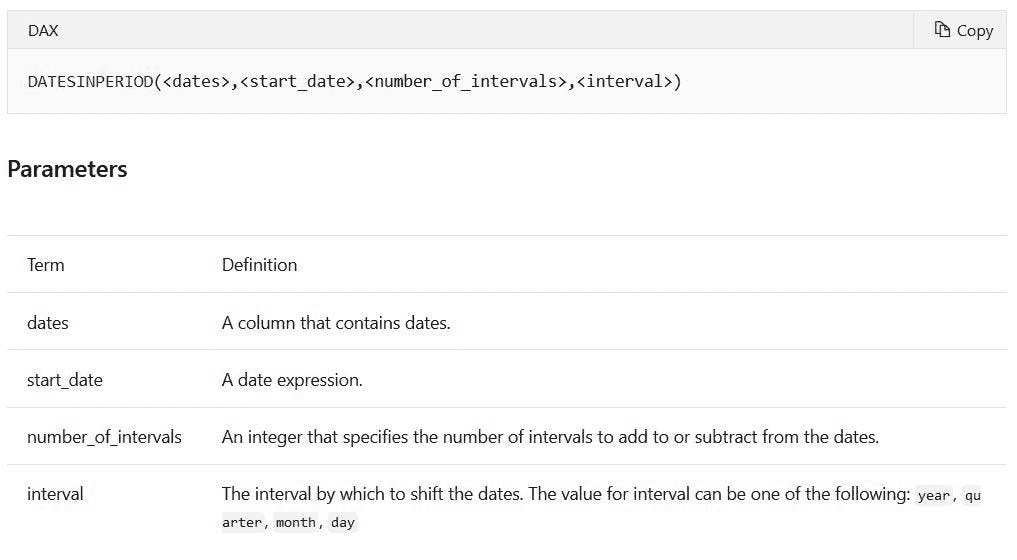 DAX
Copy
DATESINPERIOD(<dates>,<start_date>,<number_of_intervals>,<interval>)
Parameters
Term Definition
dates A column that contains dates.
start_date A date expression.
number_of_intervals An integer that specifies the number of intervals to add to or subtract from the dates.
interval The interval by which to shift the dates. The value for interval can be one of the following: year, qu
arter, month, day